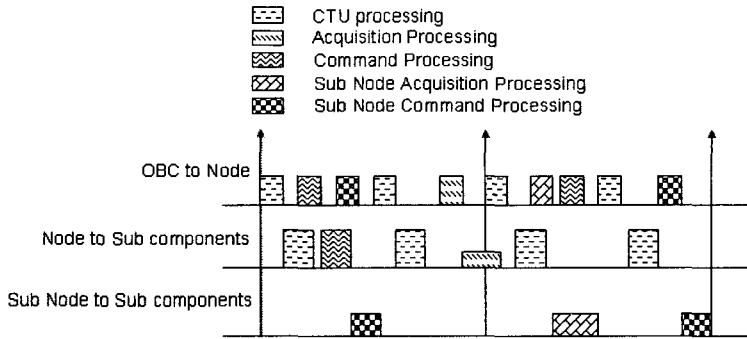 CTU processing
Acquisition Processing
Command Processing
Sub Node Acquisition Processing
Sub Node Command Processing
OBC to Node
Node to Sub components
Sub Node to Sub components